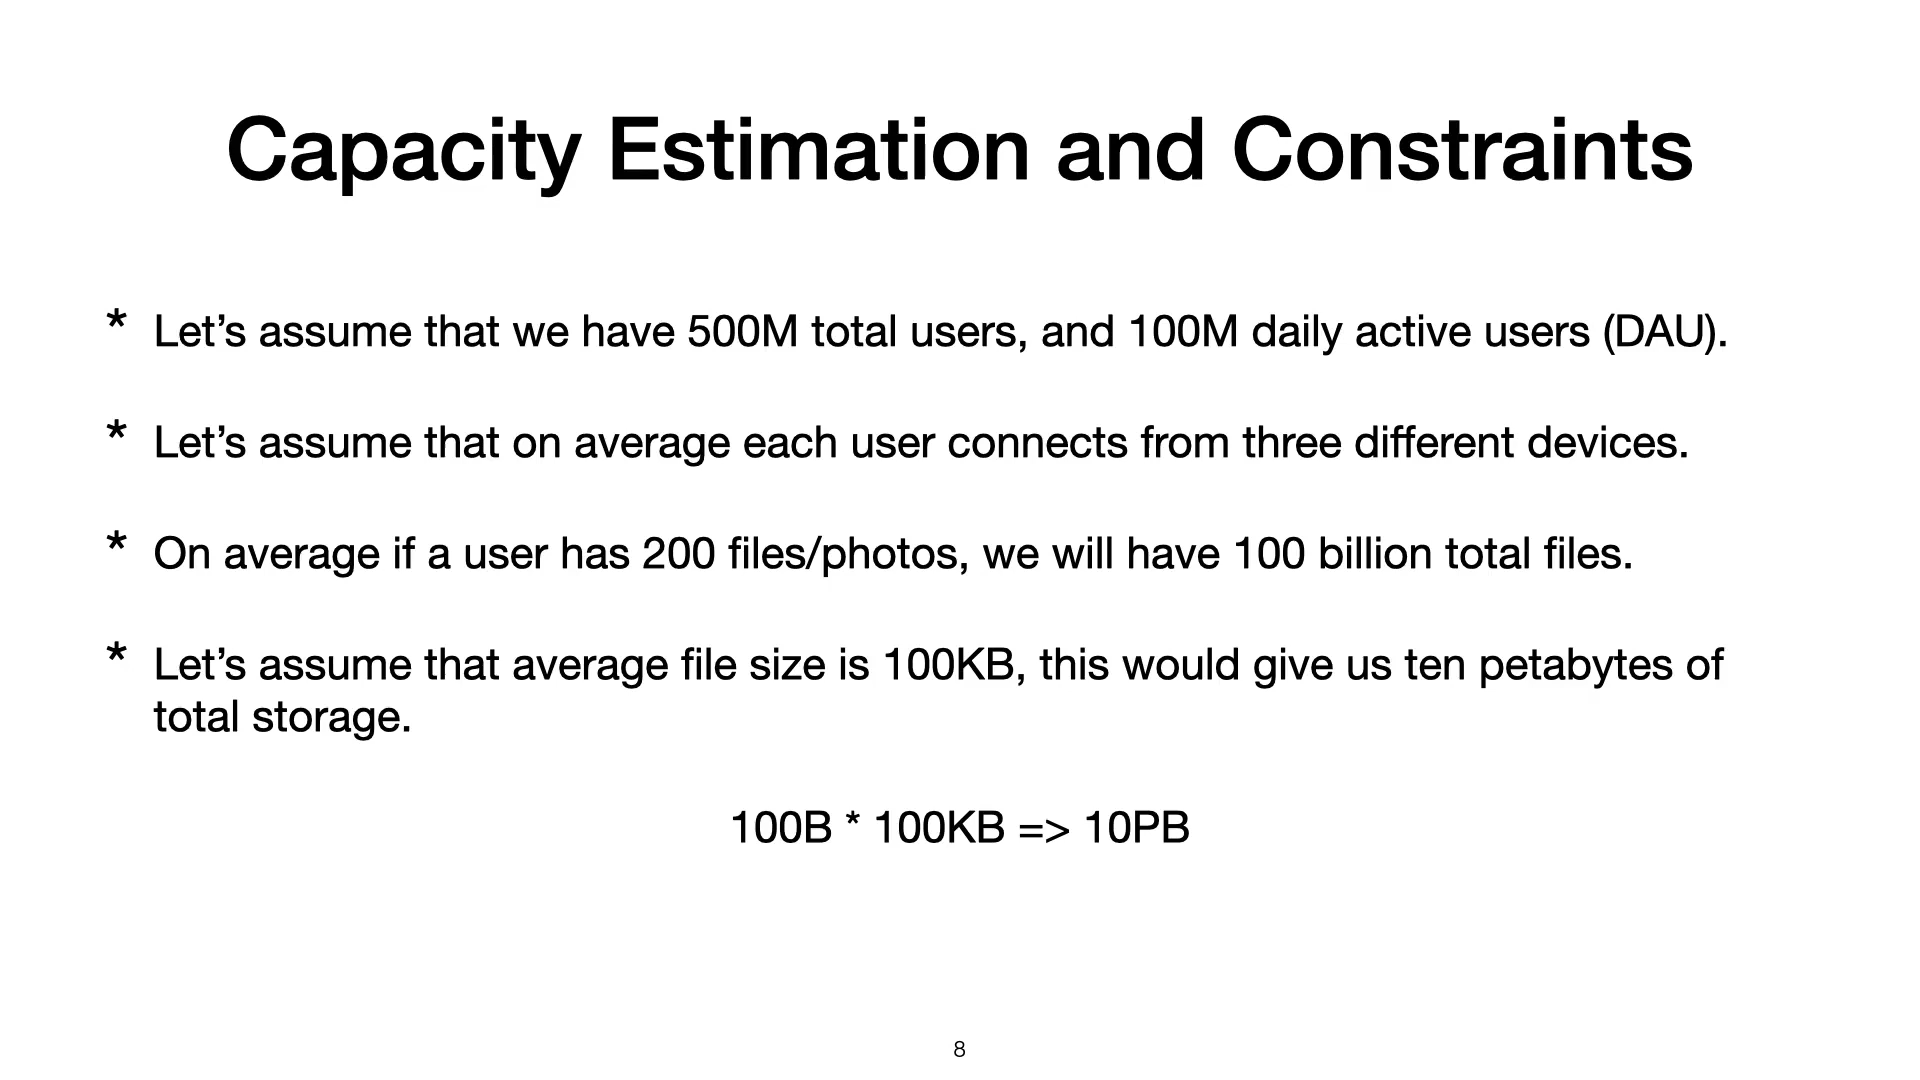 Capacity Estimation and Constraints
* Let’s assume that we have 500M total users, and 100M daily active users (DAU).
* Let’s assume that on average each user connects from three different devices.
* On average if a user has 200 files/photos, we will have 100 billion total files.
* Let’s assume that average file size is 100KB, this would give us ten petabytes of
total storage.
100B * 100KB => 10PB
8